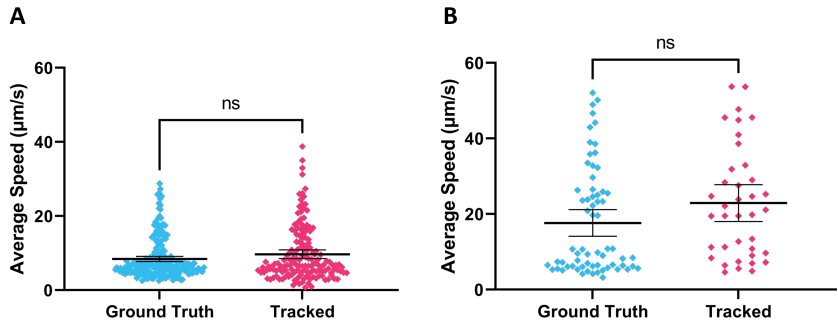 A
B
Average Speed (μm/s)
60
40
20
0
ns
Ground Truth
Tracked
Average Speed (μm/s)
60
40
20
0
ns
Ground Truth
Tracked